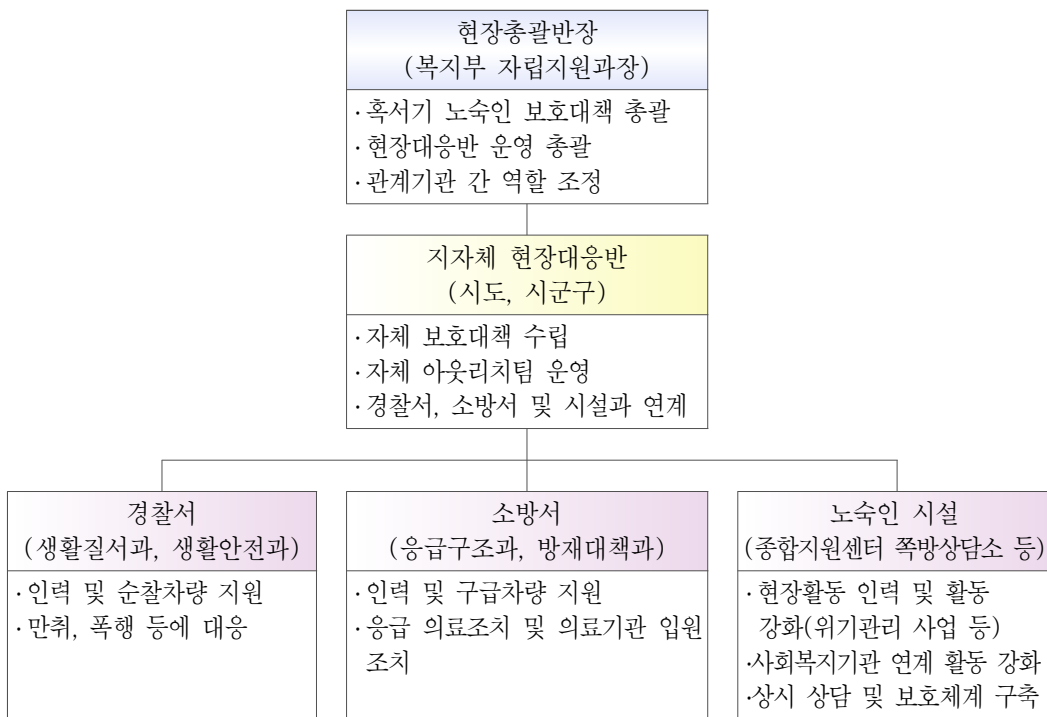 현장총괄반장
(복지부 자립지원과장)
·혹서기 노숙인 보호대책 총괄
·현장대응반 운영 총괄
·관계기관 간 역할 조정
지자체 현장대응반
(시도, 시군구)
·자체 보호대책 수립
·자체 아웃리치팀 운영
·경찰서, 소방서 및 시설과 연계
경찰서
(생활질서과, 생활안전과)
·인력 및 순찰차량 지원
·만취, 폭행 등에 대응
소방서
(응급구조과, 방재대책과)
·인력 및 구급차량 지원
·응급 의료조치 및 의료기관 입원
조치
노숙인 시설
(종합지원센터 쪽방상담소 등)
·현장활동 인력 및 활동
강화(위기관리 사업 등)
·사회복지기관 연계 활동 강화
·상시 상담 및 보호체계 구축